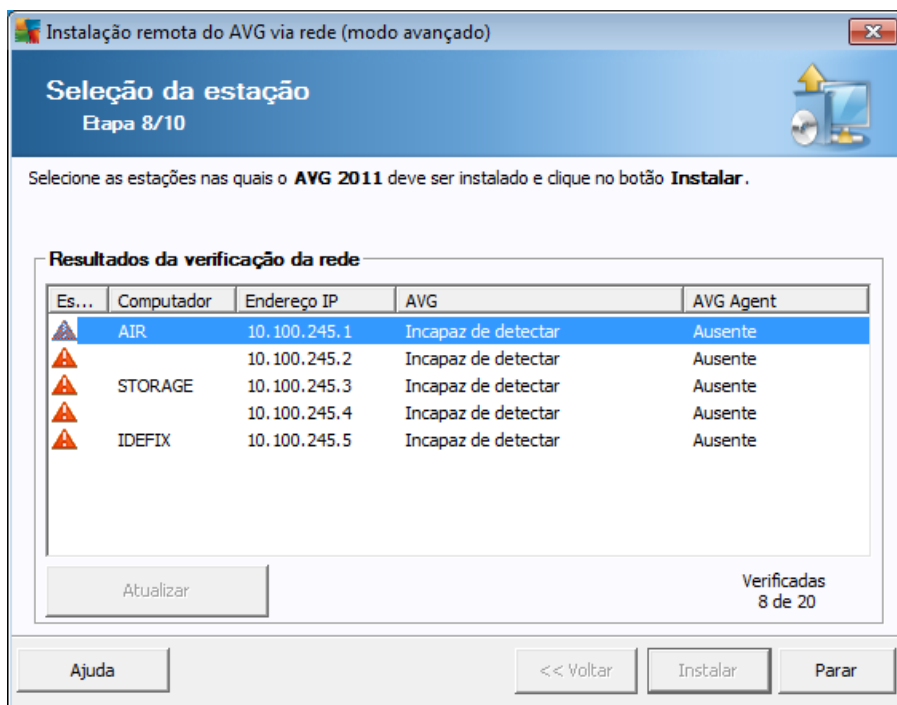 Instalação remota do AVG via rede (modo avançado)
Seleção da estação
Etapa 8/10
Selecione as estações nas quais o AVG 2011 deve ser instalado e clique no botão Instalar.
Resultados da verificação da rede
Es... Computador Endereço IP AVG AVG Agent
AIR 10.100.245.1 Incapaz de detectar Ausente
10.100.245.2 Incapaz de detectar Ausente
STORAGE 10.100.245.3 Incapaz de detectar Ausente
10.100.245.4 Incapaz de detectar Ausente
IDEFIX 10.100.245.5 Incapaz de detectar Ausente
Atualizar
Verificadas
8 de 20
Ajuda << Voltar Instalar Parar